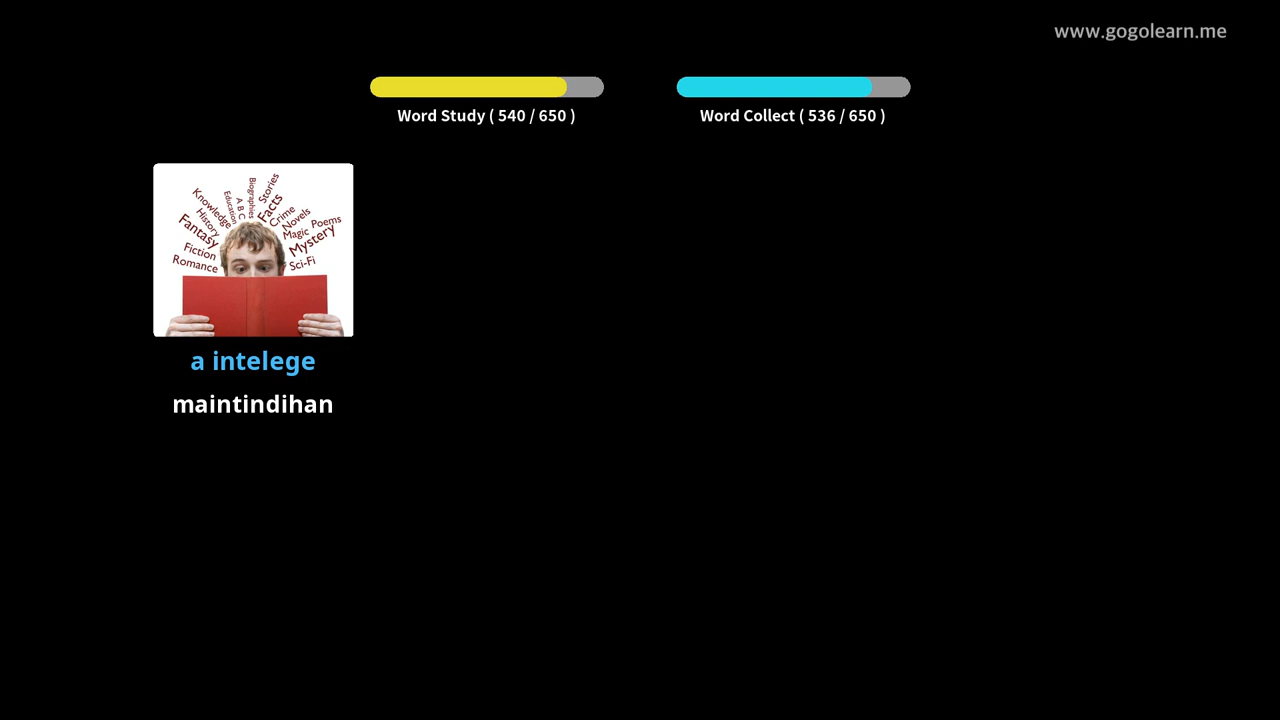 www.gogolearn.me
Word Study ( 540 / 650 )
Word Collect ( 536 / 650 )
Knowledge
History
Fantasy
Fiction
Romance
Education
A B C
Biographies
Stories
Facts
Crime
Novels
Magic
Poems
Mystery
Sci-Fi
a intelege
maintindihan